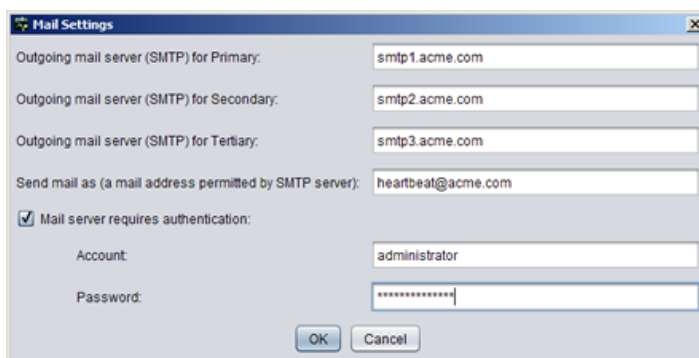 Mail Settings
Outgoing mail server (SMTP) for Primary: smtp1.acme.com
Outgoing mail server (SMTP) for Secondary: smtp2.acme.com
Outgoing mail server (SMTP) for Tertiary: smtp3.acme.com
Send mail as (a mail address permitted by SMTP server): heartbeat@acme.com
Mail server requires authentication:
Account: administrator
Password: **************
OK Cancel